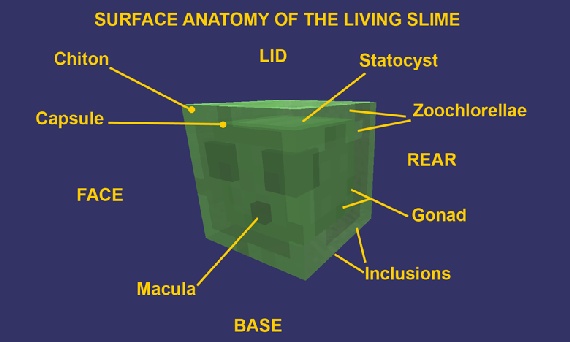 SURFACE ANATOMY OF THE LIVING SLIME
LID
Chiton
Statocyst
Capsule
Zoochlorellae
REAR
FACE
Gonad
Inclusions
Macula
BASE